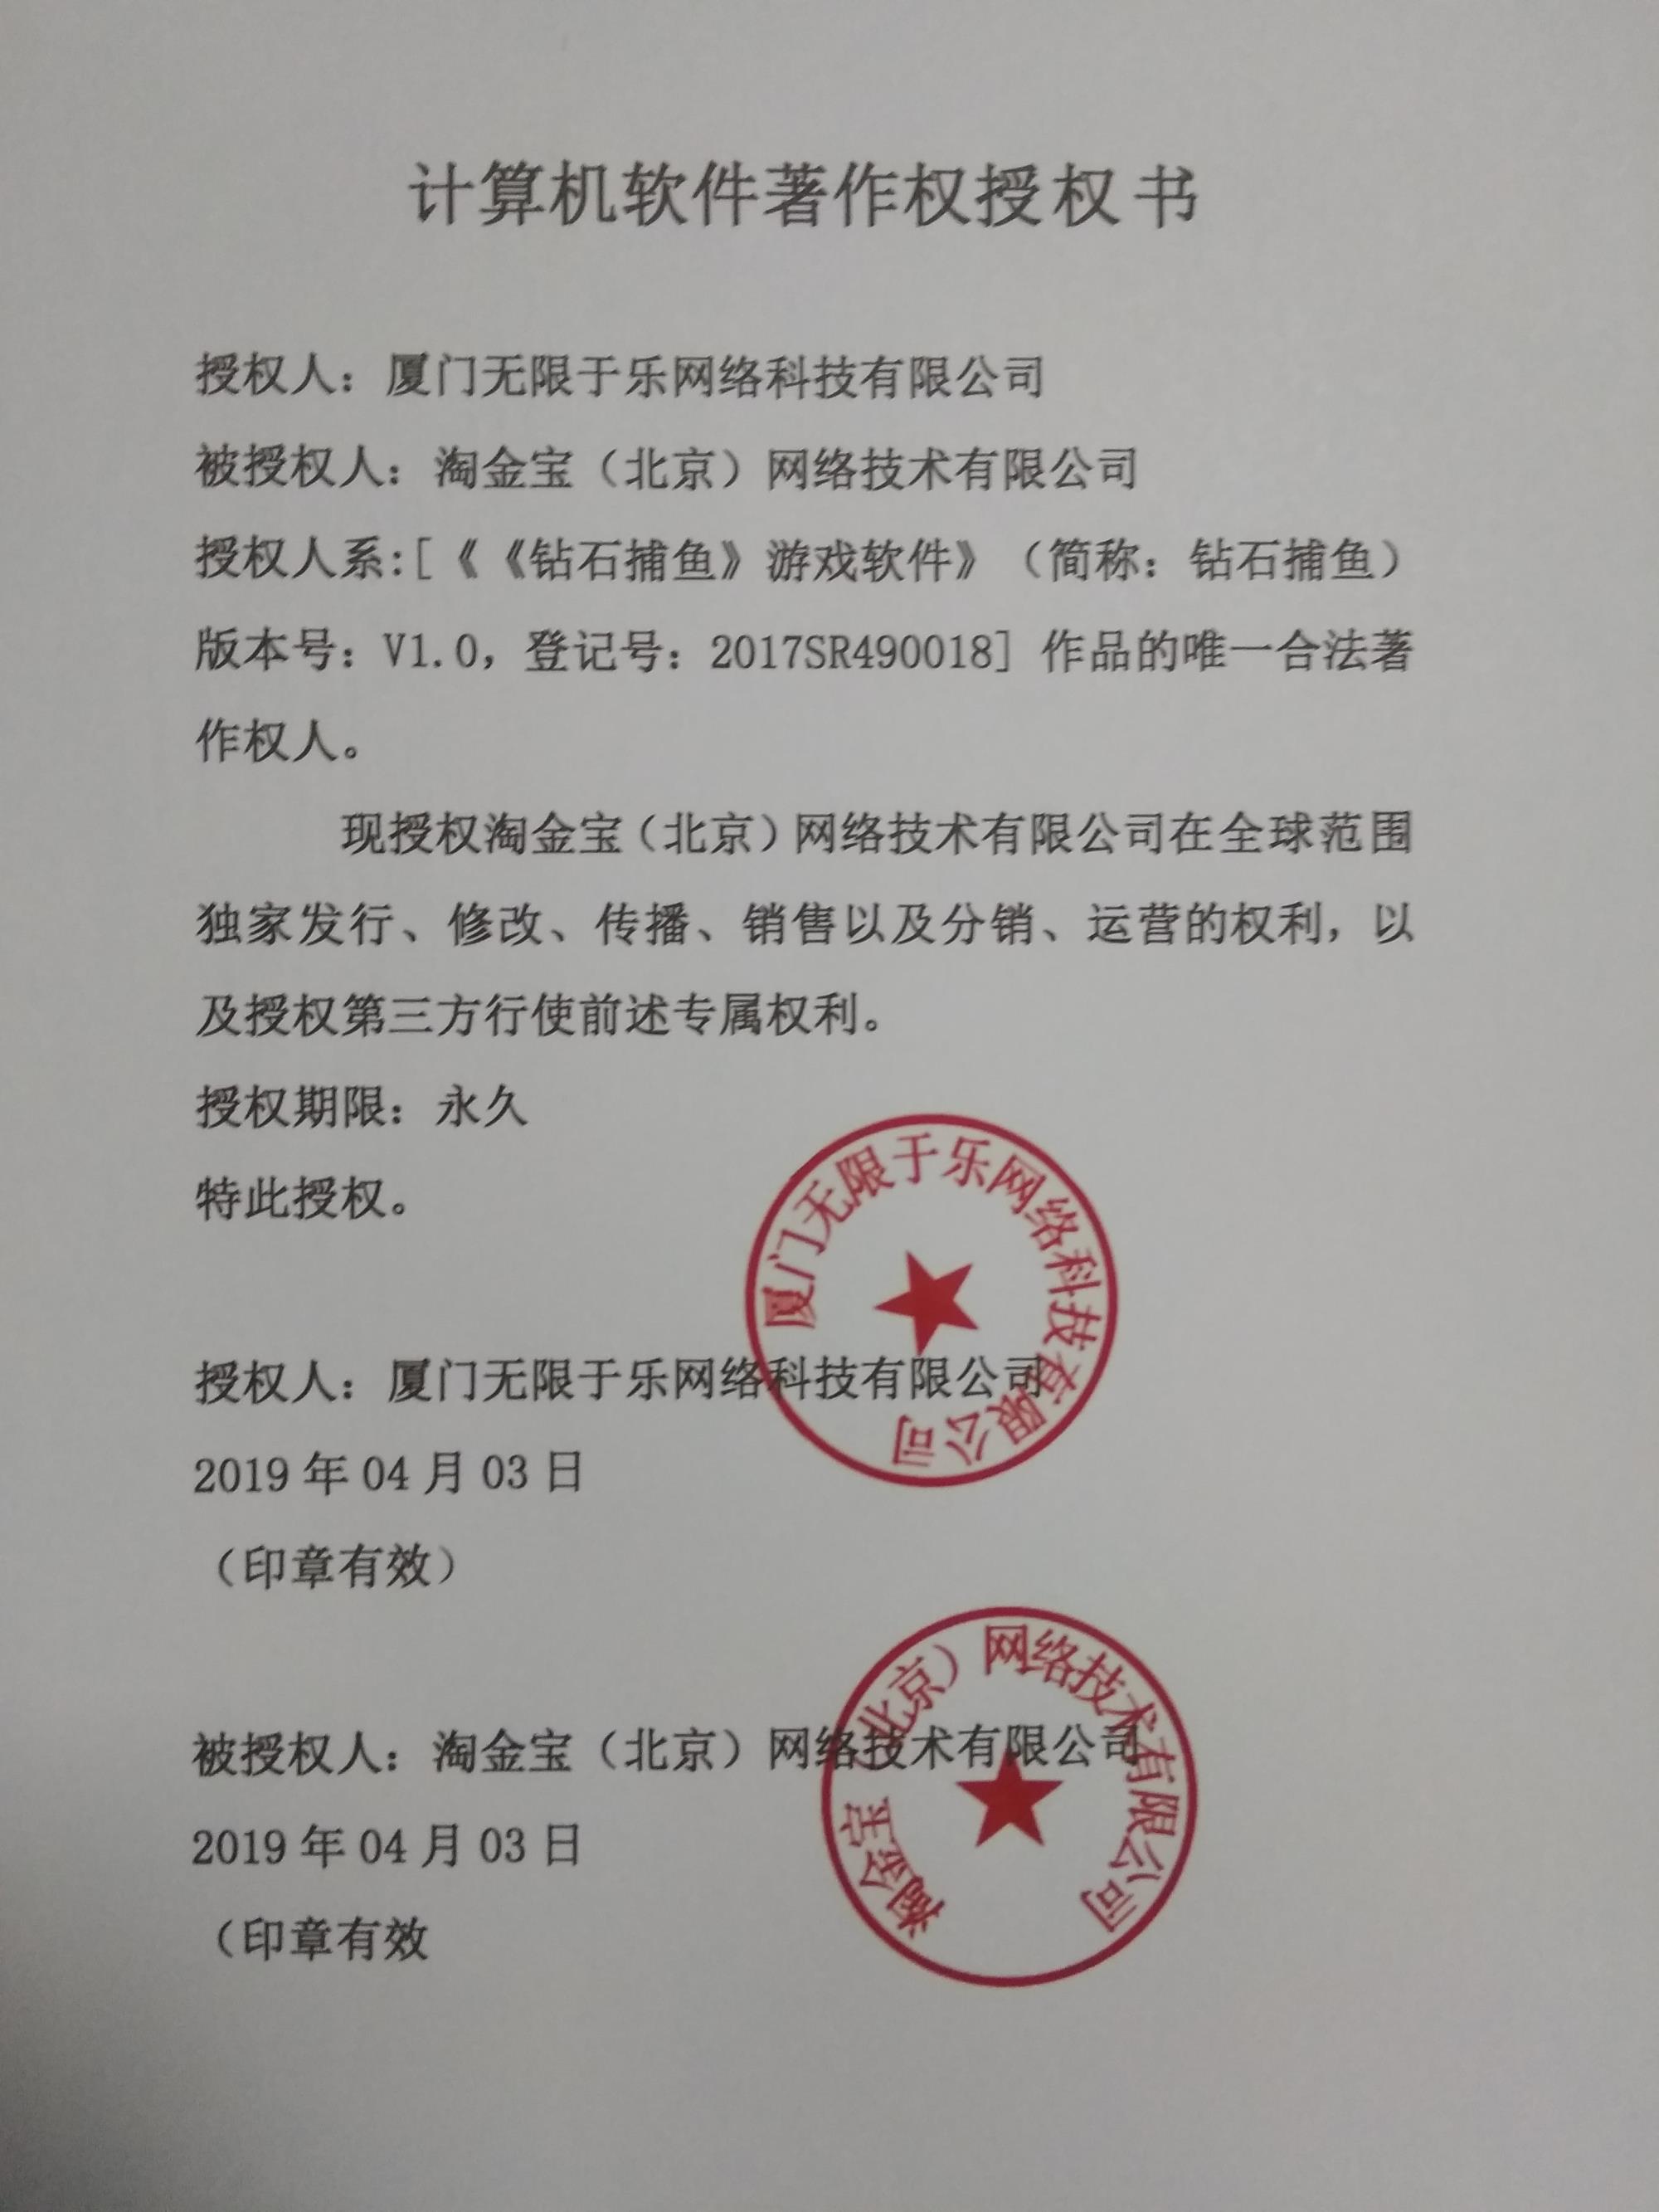 计算机软件著作权授权书
授权人：厦门无限于乐网络科技有限公司
被授权人：淘金宝（北京）网络技术有限公司
授权人系:[《《钻石捕鱼》游戏软件》（简称：钻石捕鱼）
版本号：V1.0，登记号：2017SR490018] 作品的唯一合法著
作权人。
现授权淘金宝（北京）网络技术有限公司在全球范围
独家发行、修改、传播、销售以及分销、运营的权利，以
及授权第三方行使前述专属权利。
授权期限：永久
特此授权。
厦门无限于乐网络科技有限公司
授权人：厦门无限于乐网络科技有限公司
2019 年 04 月 03 日
（印章有效）
淘金宝（北京）网络技术有限公司
被授权人：淘金宝（北京）网络技术有限公司
2019 年 04 月 03 日
（印章有效